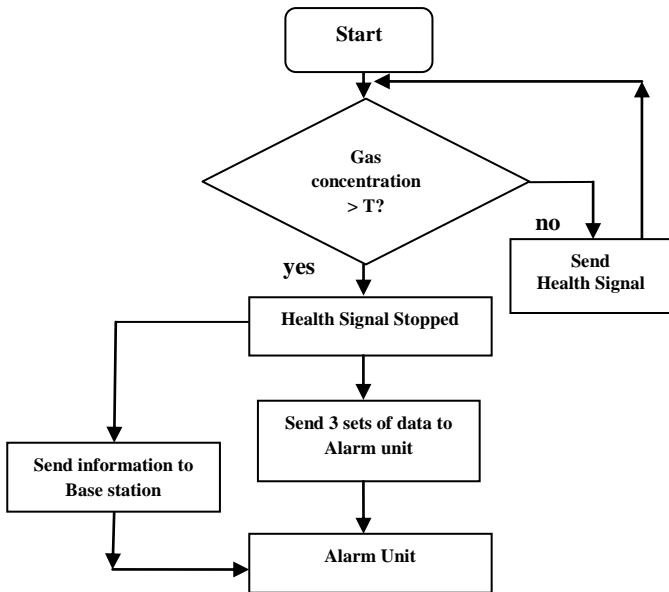 Start
Gas
concentration
> T?
no
Send
Health Signal
yes
Health Signal Stopped
Send 3 sets of data to
Alarm unit
Send information to
Base station
Alarm Unit